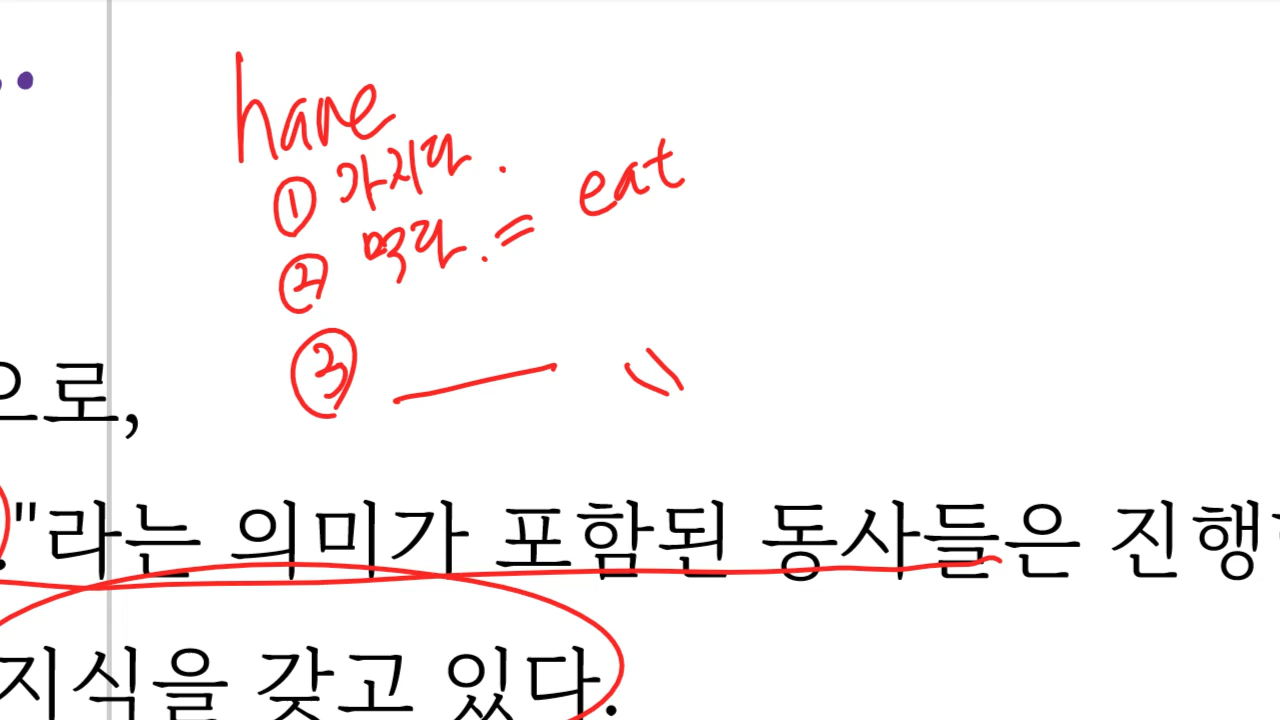 have
① 가지다.
② 먹다. = eat
③
으로,
."라는 의미가 포함된 동사들은 진행
지식을 갖고 있다.